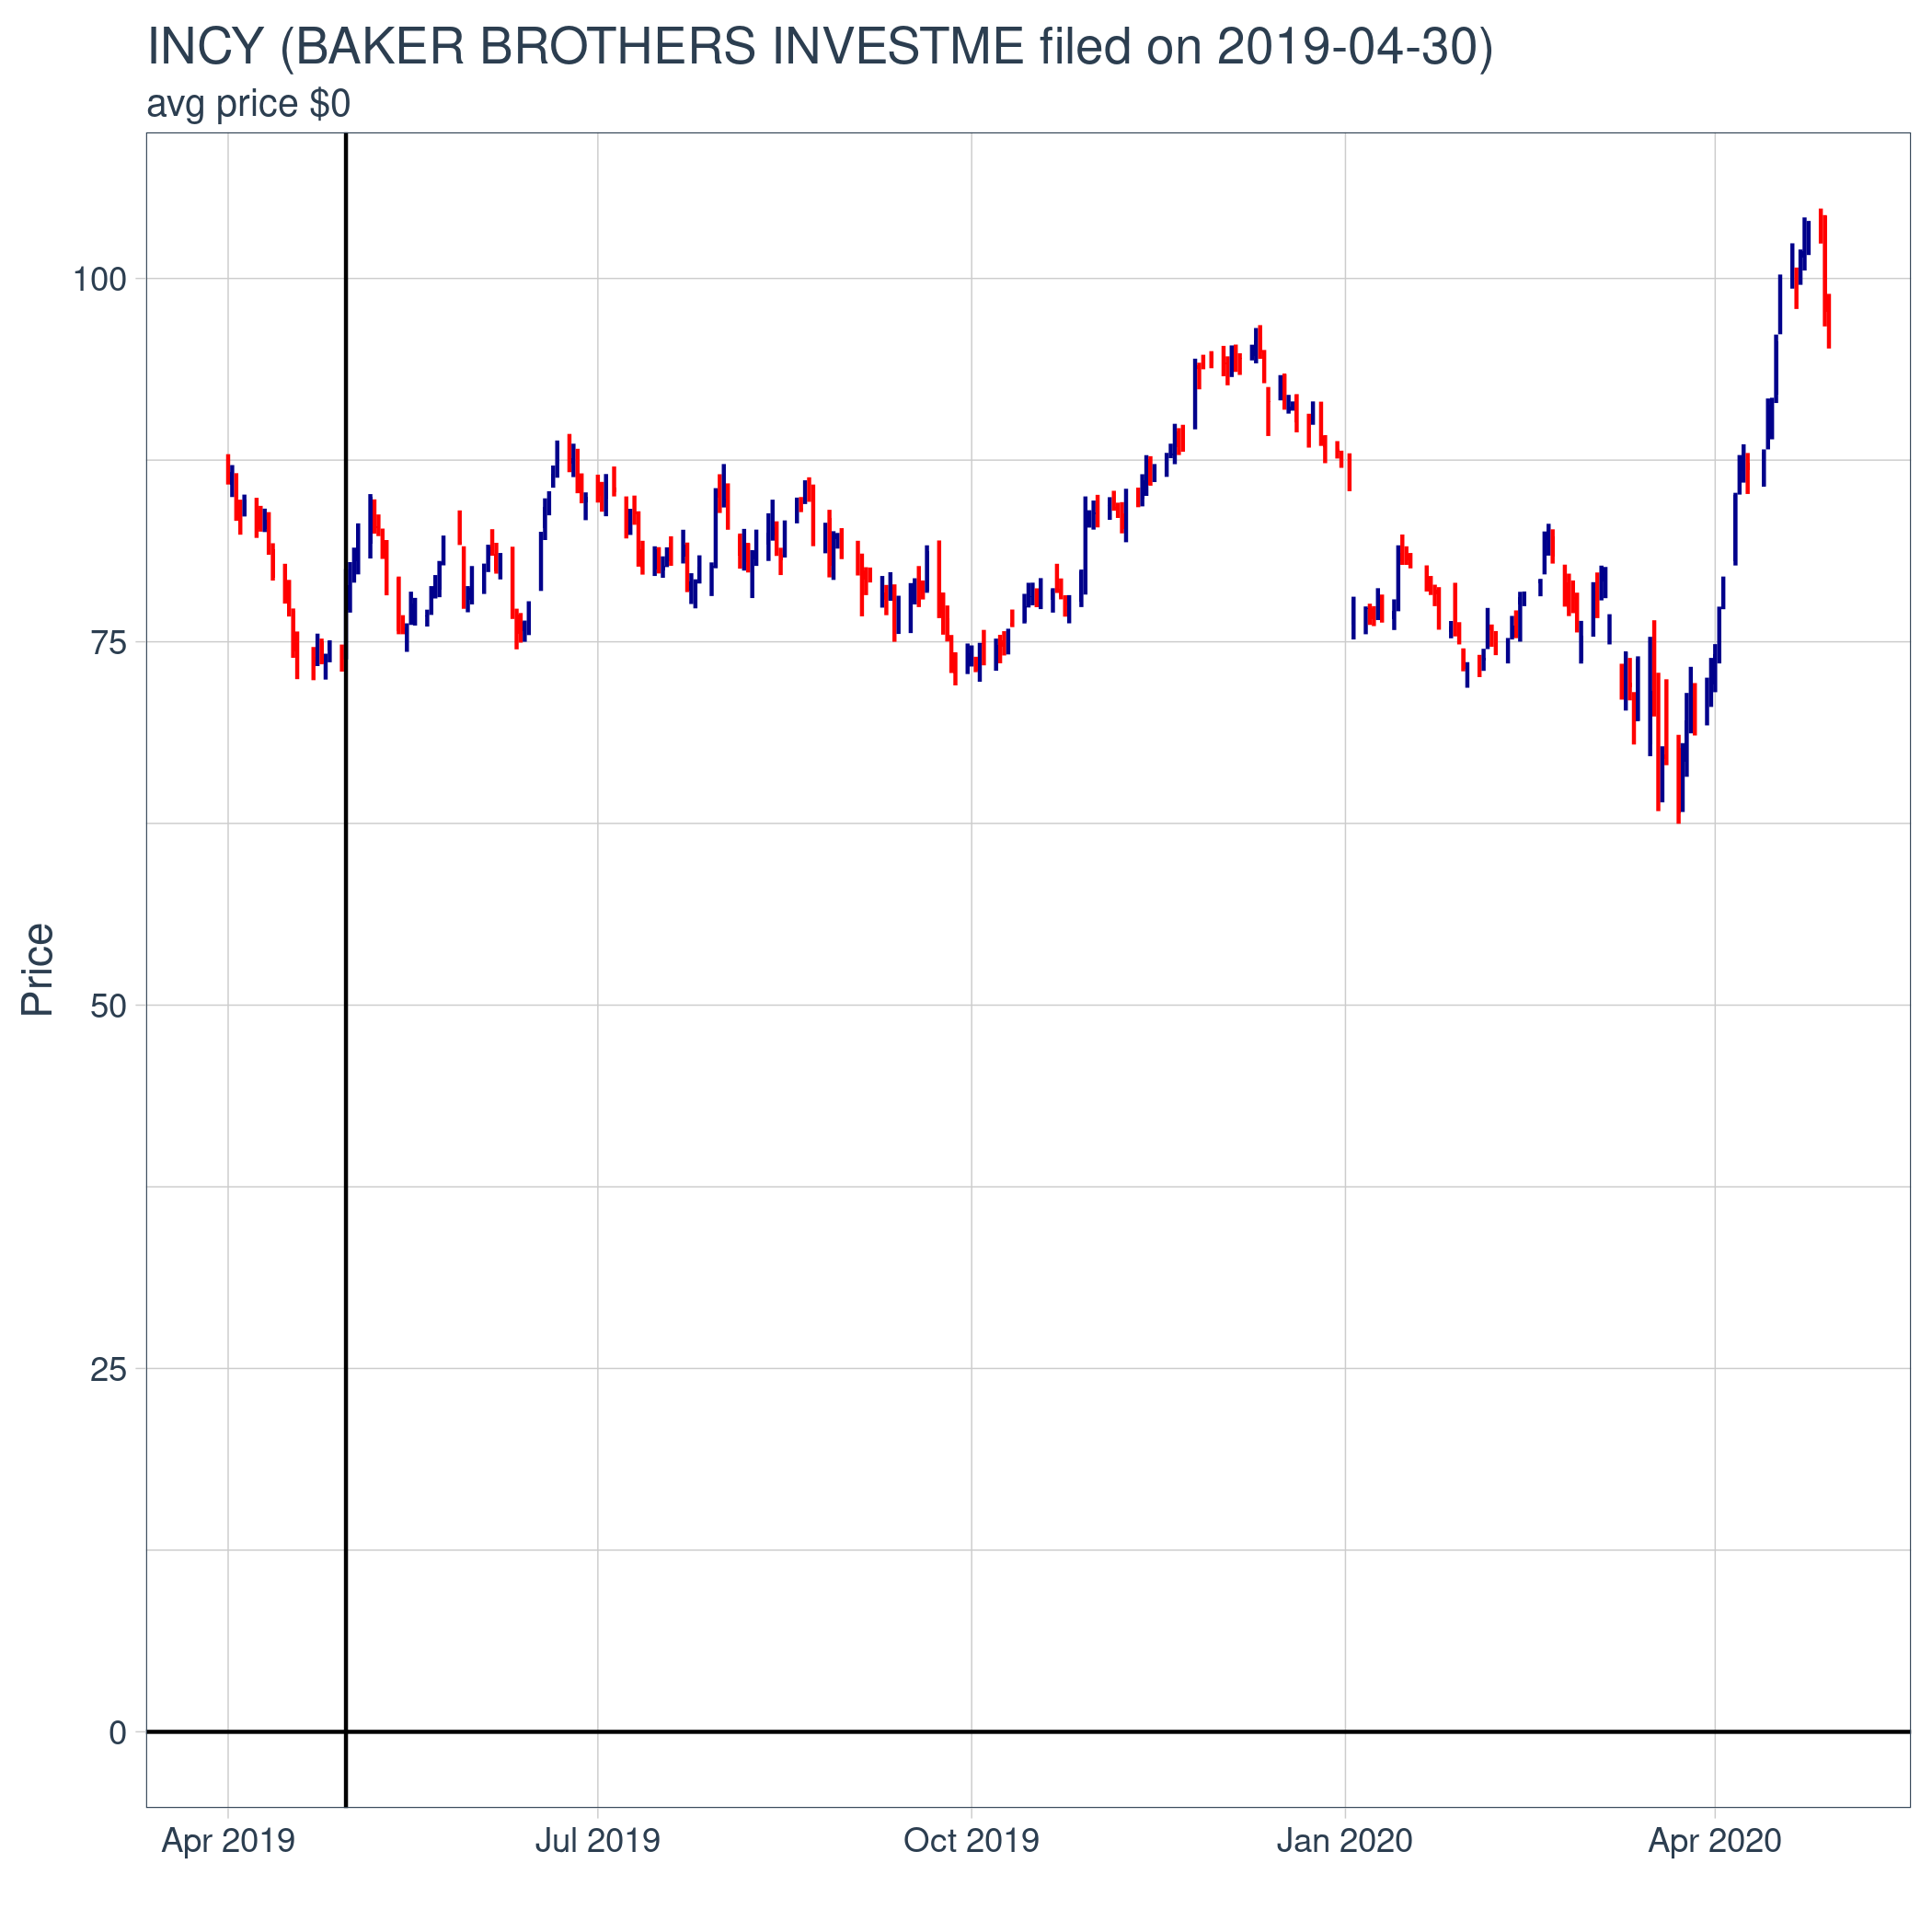 INCY (BAKER BROTHERS INVESTME filed on 2019-04-30)
avg price $0
100
75
50
25
0
Price
Apr 2019
Jul 2019
Oct 2019
Jan 2020
Apr 2020